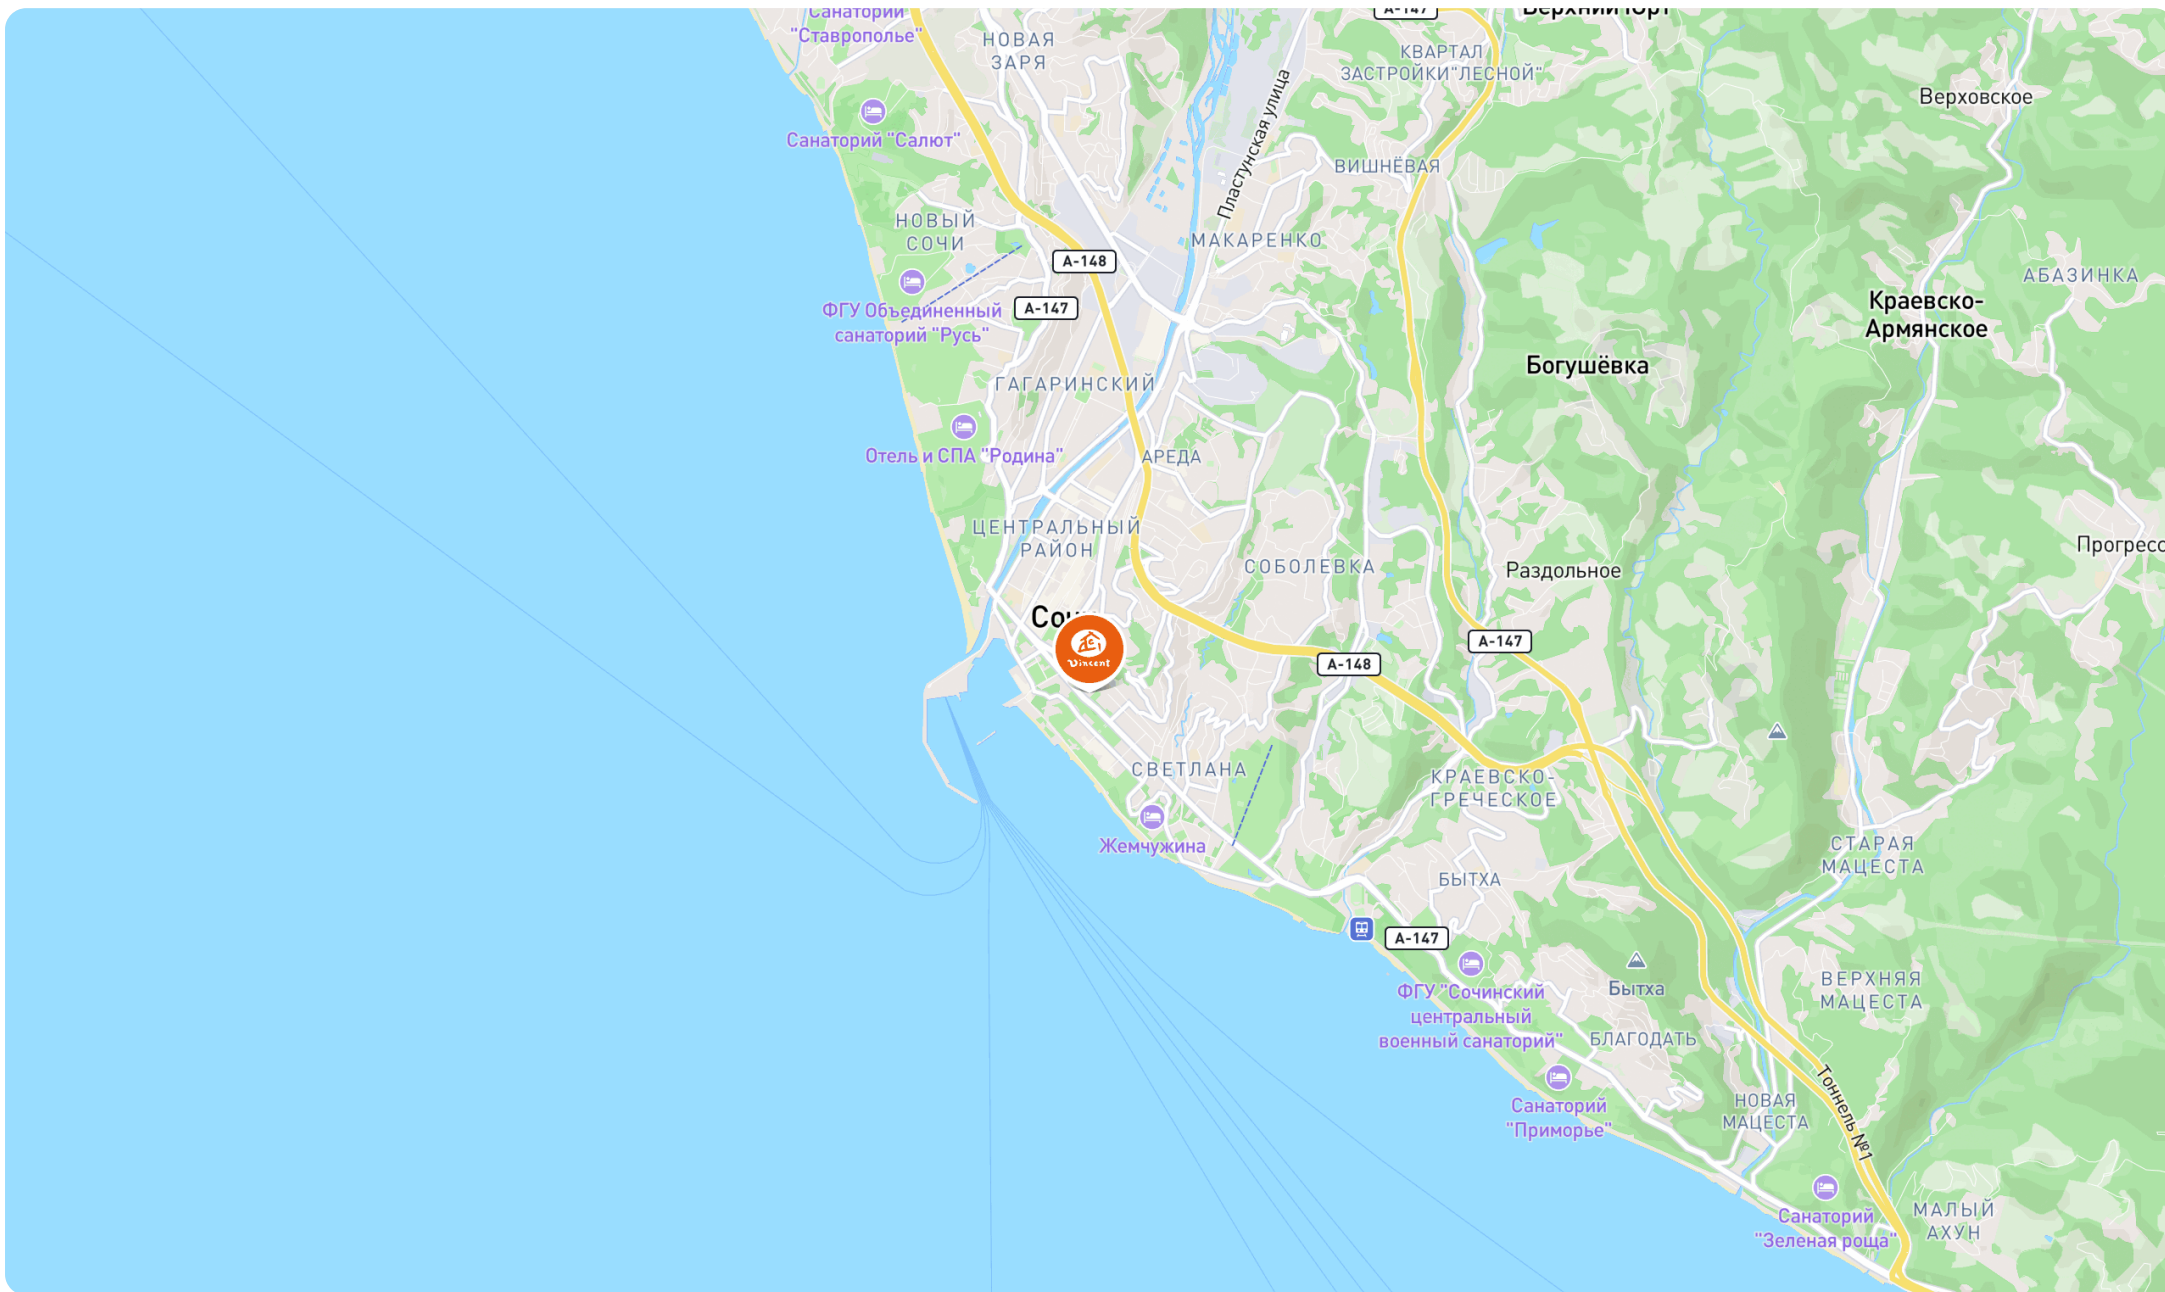 Санаторий
"Ставрополье"
НОВАЯ
ЗАРЯ
А-147
КВАРТАЛ
ЗАСТРОЙКИ"ЛЕСНОЙ"
Верховское
Санаторий "Салют"
Пластунская улица
ВИШНЁВАЯ
НОВЫЙ
СОЧИ
МАКАРЕНКО
А-148
АБАЗИНКА
ФГУ Объединенный
санаторий "Русь"
А-147
Краевско-
Армянское
Богушёвка
ГАГАРИНСКИЙ
Отель и СПА "Родина"
АРЕДА
ЦЕНТРАЛЬНЫЙ
РАЙОН
Прогресс
СОБОЛЕВКА
Раздольное
Vincent
А-147
А-148
СВЕТЛАНА
КРАЕВСКО-
ГРЕЧЕСКОЕ
Жемчужина
СТАРАЯ
МАЦЕСТА
БЫТХА
А-147
ФГУ "Сочинский
центральный
военный санаторий"
Бытха
ВЕРХНЯЯ
МАЦЕСТА
БЛАГОДАТЬ
Санаторий
"Приморье"
НОВАЯ
МАЦЕСТА
Тоннель №1
Санаторий
"Зеленая роща"
МАЛЫЙ
АХУН